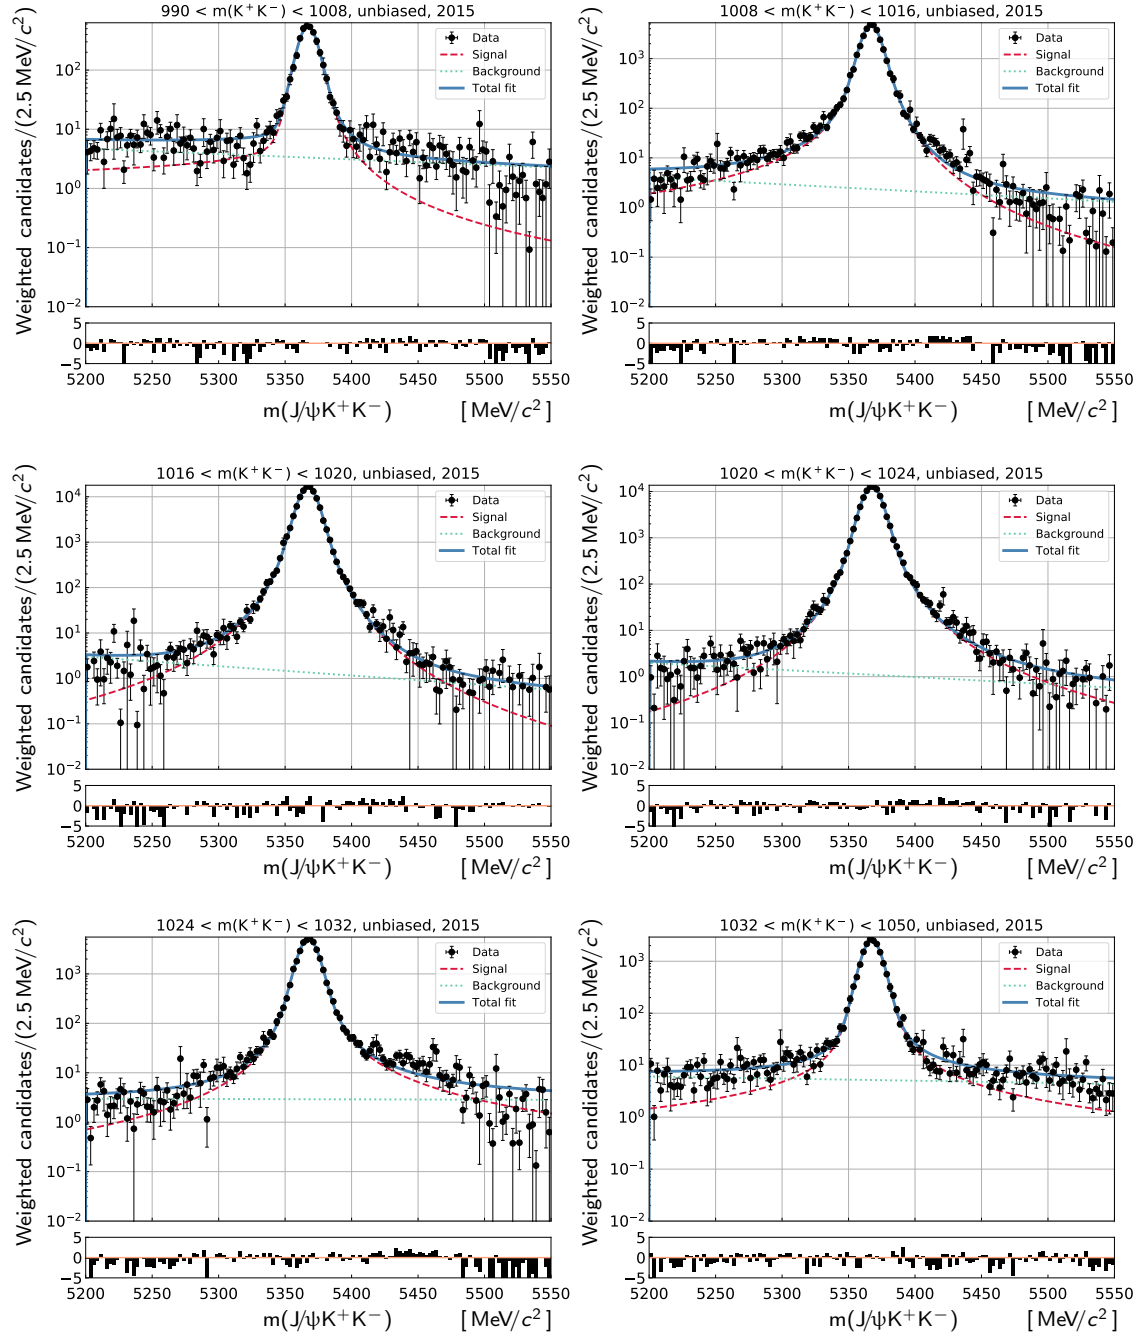 990 < m(K⁺K⁻) < 1008, unbiased, 2015
Weighted candidates/(2.5 MeV/c²)
10²
10¹
10⁰
10⁻¹
10⁻²
Data
Signal
Background
Total fit
5
0
−5
5200 5250 5300 5350 5400 5450 5500 5550
m(J/ψK⁺K⁻) [MeV/c²]
1008 < m(K⁺K⁻) < 1016, unbiased, 2015
Weighted candidates/(2.5 MeV/c²)
10³
10²
10¹
10⁰
10⁻¹
10⁻²
Data
Signal
Background
Total fit
5
0
−5
5200 5250 5300 5350 5400 5450 5500 5550
m(J/ψK⁺K⁻) [MeV/c²]
1016 < m(K⁺K⁻) < 1020, unbiased, 2015
Weighted candidates/(2.5 MeV/c²)
10⁴
10³
10²
10¹
10⁰
10⁻¹
10⁻²
Data
Signal
Background
Total fit
5
0
−5
5200 5250 5300 5350 5400 5450 5500 5550
m(J/ψK⁺K⁻) [MeV/c²]
1020 < m(K⁺K⁻) < 1024, unbiased, 2015
Weighted candidates/(2.5 MeV/c²)
10⁴
10³
10²
10¹
10⁰
10⁻¹
10⁻²
Data
Signal
Background
Total fit
5
0
−5
5200 5250 5300 5350 5400 5450 5500 5550
m(J/ψK⁺K⁻) [MeV/c²]
1024 < m(K⁺K⁻) < 1032, unbiased, 2015
Weighted candidates/(2.5 MeV/c²)
10³
10²
10¹
10⁰
10⁻¹
10⁻²
Data
Signal
Background
Total fit
5
0
−5
5200 5250 5300 5350 5400 5450 5500 5550
m(J/ψK⁺K⁻) [MeV/c²]
1032 < m(K⁺K⁻) < 1050, unbiased, 2015
Weighted candidates/(2.5 MeV/c²)
10³
10²
10¹
10⁰
10⁻¹
10⁻²
Data
Signal
Background
Total fit
5
0
−5
5200 5250 5300 5350 5400 5450 5500 5550
m(J/ψK⁺K⁻) [MeV/c²]